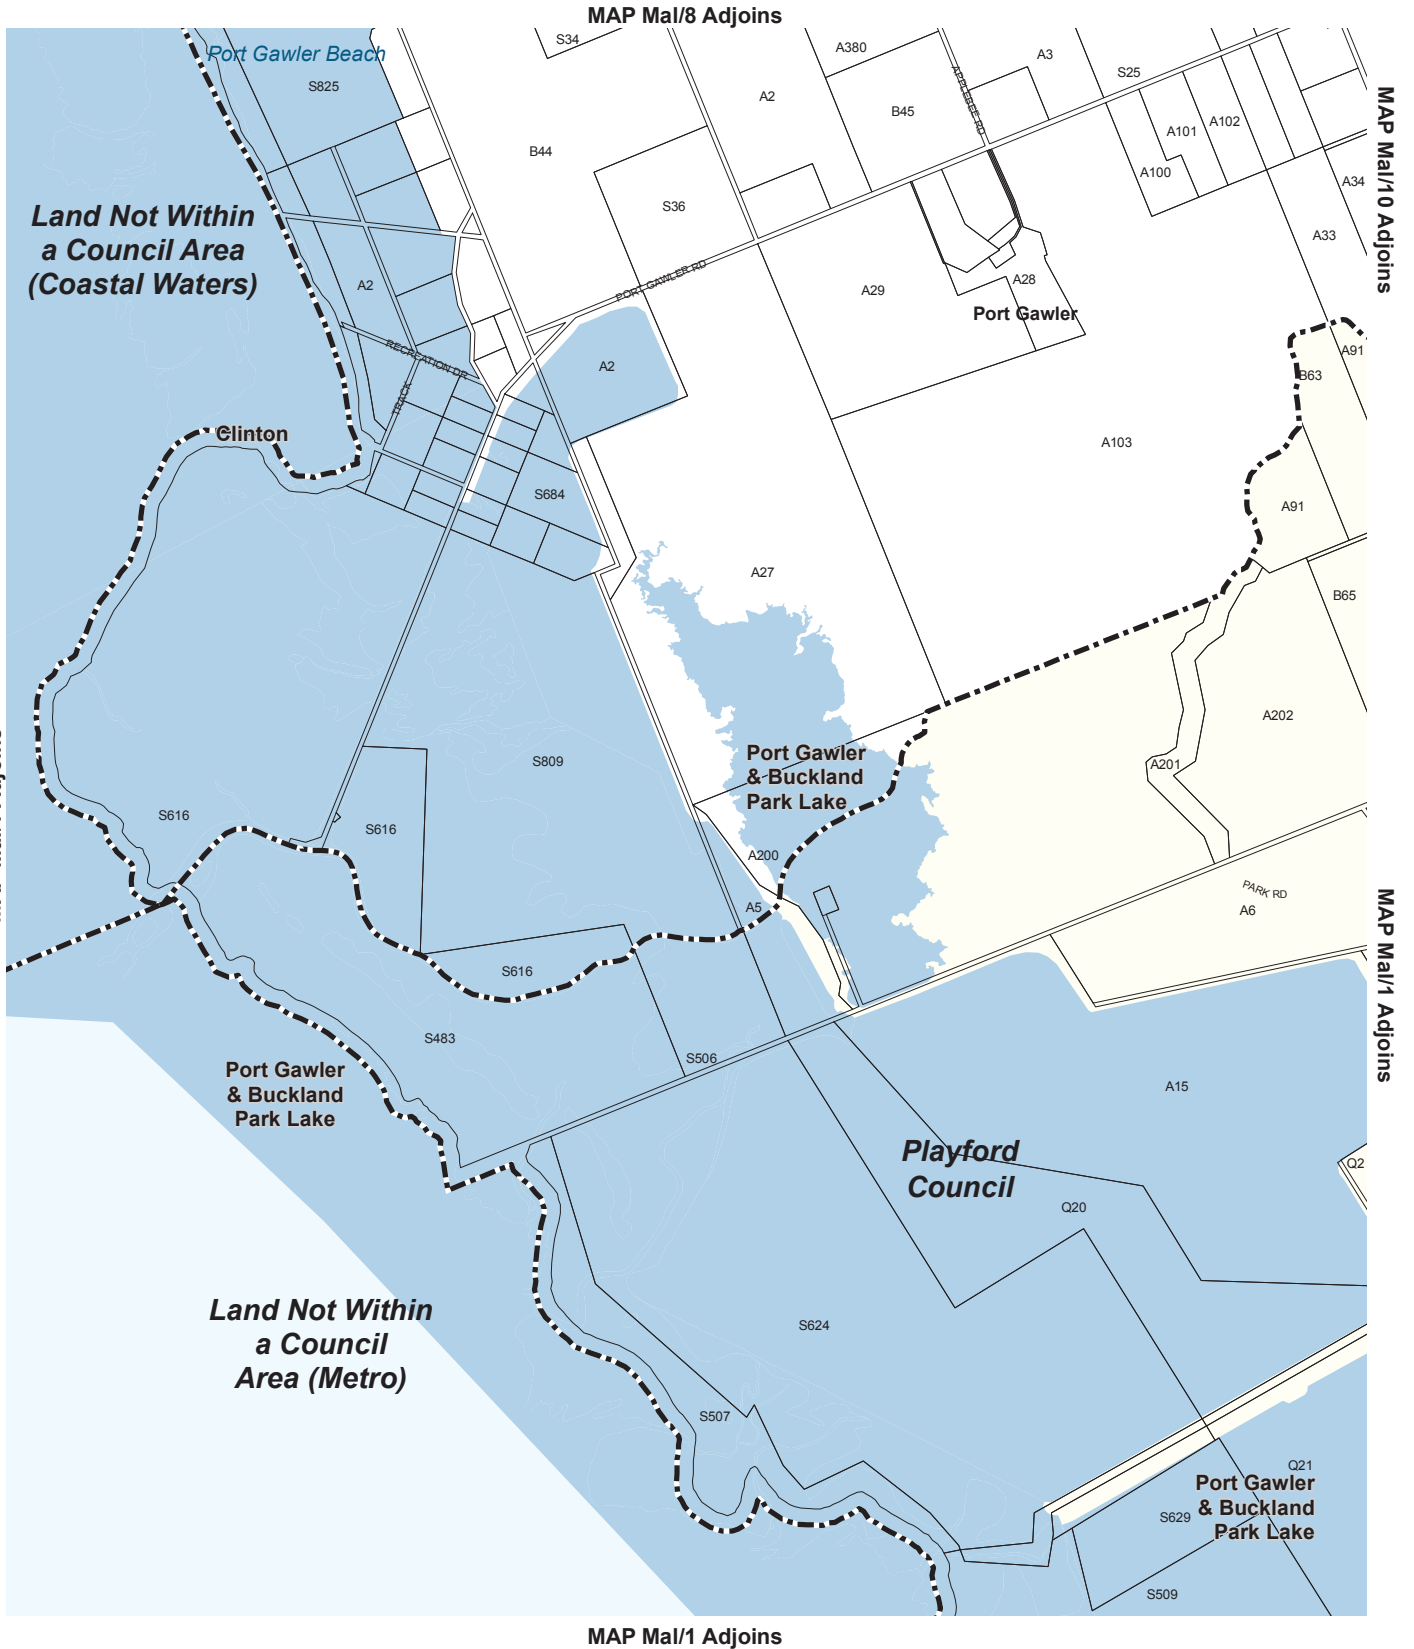 MAP Mal/8 Adjoins
Port Gawler Beach
S34
A380
A3
S25
S825
A2
B45
APPLEBEE RD
A101
A102
MAP Mal/10 Adjoins
B44
A100
A34
Land Not Within
a Council Area
(Coastal Waters)
S36
A33
A2
PORT GAWLER RD
A29
A28
Port Gawler
RECREATION DR
A2
A91
B63
TRACK
Clinton
A103
S684
A91
A27
B65
A202
Port Gawler
& Buckland
Park Lake
S809
A201
S616
S616
A200
PARK RD
A5
A6
MAP Mal/1 Adjoins
S616
S483
S506
Port Gawler
& Buckland
Park Lake
A15
Playford
Council
Q2
Q20
Land Not Within
a Council
Area (Metro)
S624
S507
Q21
Port Gawler
& Buckland
Park Lake
S629
S509
MAP Mal/1 Adjoins